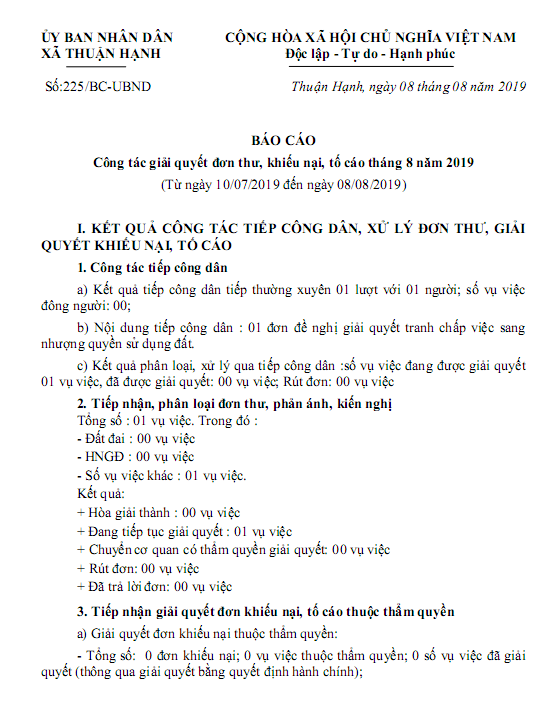 ỦY BAN NHÂN DÂN
XÃ THUẬN HẠNH
CỘNG HÒA XÃ HỘI CHỦ NGHĨA VIỆT NAM
Độc lập - Tự do - Hạnh phúc
Số:225/BC-UBND
Thuận Hạnh, ngày 08 tháng 08 năm 2019
BÁO CÁO
Công tác giải quyết đơn thư, khiếu nại, tố cáo tháng 8 năm 2019
(Từ ngày 10/07/2019 đến ngày 08/08/2019)
I. KẾT QUẢ CÔNG TÁC TIẾP CÔNG DÂN, XỬ LÝ ĐƠN THƯ, GIẢI
QUYẾT KHIẾU NẠI, TỐ CÁO
1. Công tác tiếp công dân
a) Kết quả tiếp công dân tiếp thường xuyên 01 lượt với 01 người; số vụ việc
đông người: 00;
b) Nội dung tiếp công dân : 01 đơn đề nghị giải quyết tranh chấp việc sang
nhượng quyền sử dụng đất.
c) Kết quả phân loại, xử lý qua tiếp công dân :số vụ việc đang được giải quyết
01 vụ việc, đã được giải quyết: 00 vụ việc; Rút đơn: 00 vụ việc
2. Tiếp nhận, phân loại đơn thư, phản ánh, kiến nghị
Tổng số : 01 vụ việc. Trong đó :
- Đất đai : 00 vụ việc
- HNGĐ : 00 vụ việc
- Số vụ việc khác : 01 vụ việc.
Kết quả:
+ Hòa giải thành : 00 vụ việc
+ Đang tiếp tục giải quyết : 01 vụ việc
+ Chuyển cơ quan có thẩm quyền giải quyết: 00 vụ việc
+ Rút đơn: 00 vụ việc
+ Đã trả lời đơn: 00 vụ việc
3. Tiếp nhận giải quyết đơn khiếu nại, tố cáo thuộc thẩm quyền
a) Giải quyết đơn khiếu nại thuộc thẩm quyền:
- Tổng số: 0 đơn khiếu nại; 0 vụ việc thuộc thẩm quyền; 0 số vụ việc đã giải
quyết (thông qua giải quyết bằng quyết định hành chính);